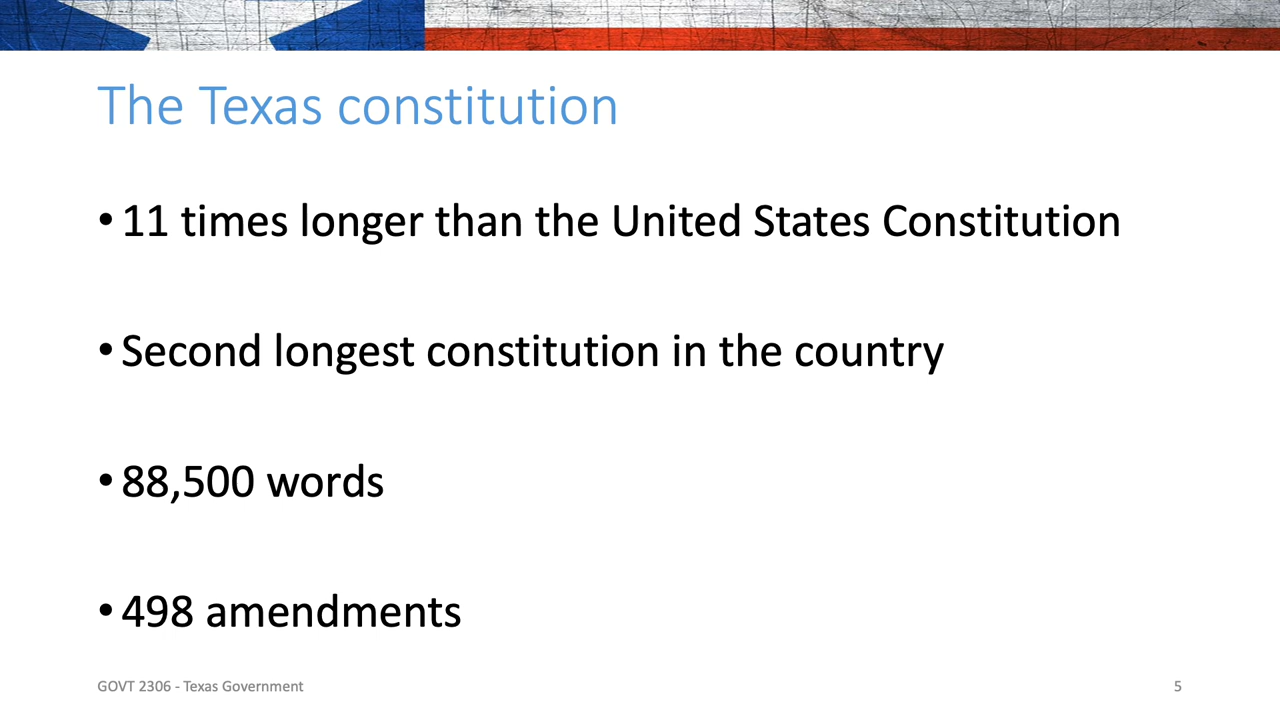 The Texas constitution
• 11 times longer than the United States Constitution
• Second longest constitution in the country
• 88,500 words
• 498 amendments
GOVT 2306 - Texas Government
5